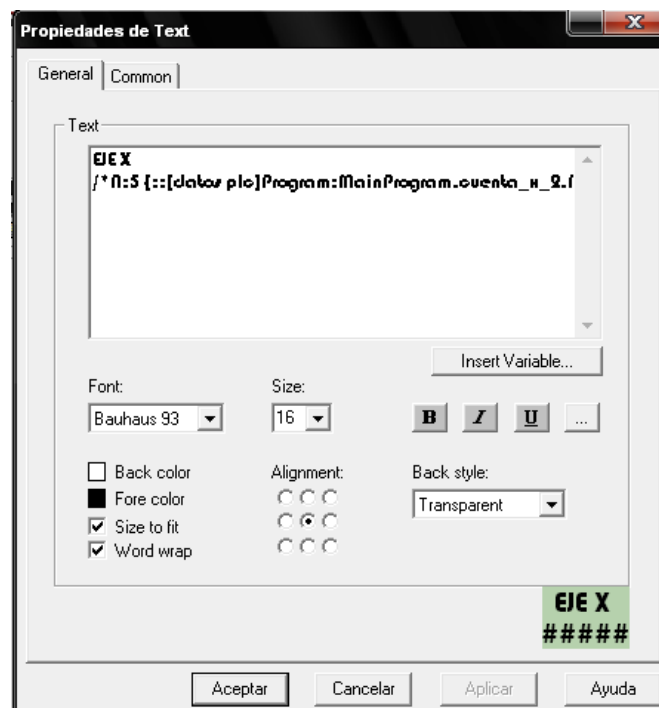 Propiedades de Text
General
Common
Text
EJE X
/*N:5 {::[datos plc]Program:MainProgram.cuenta_x_2.
Insert Variable...
Font:
Size:
Bauhaus 93
16
B
I
U
...
Back color
Alignment:
Back style:
Fore color
Transparent
Size to fit
Word wrap
EJE X
#####
Aceptar
Cancelar
Aplicar
Ayuda